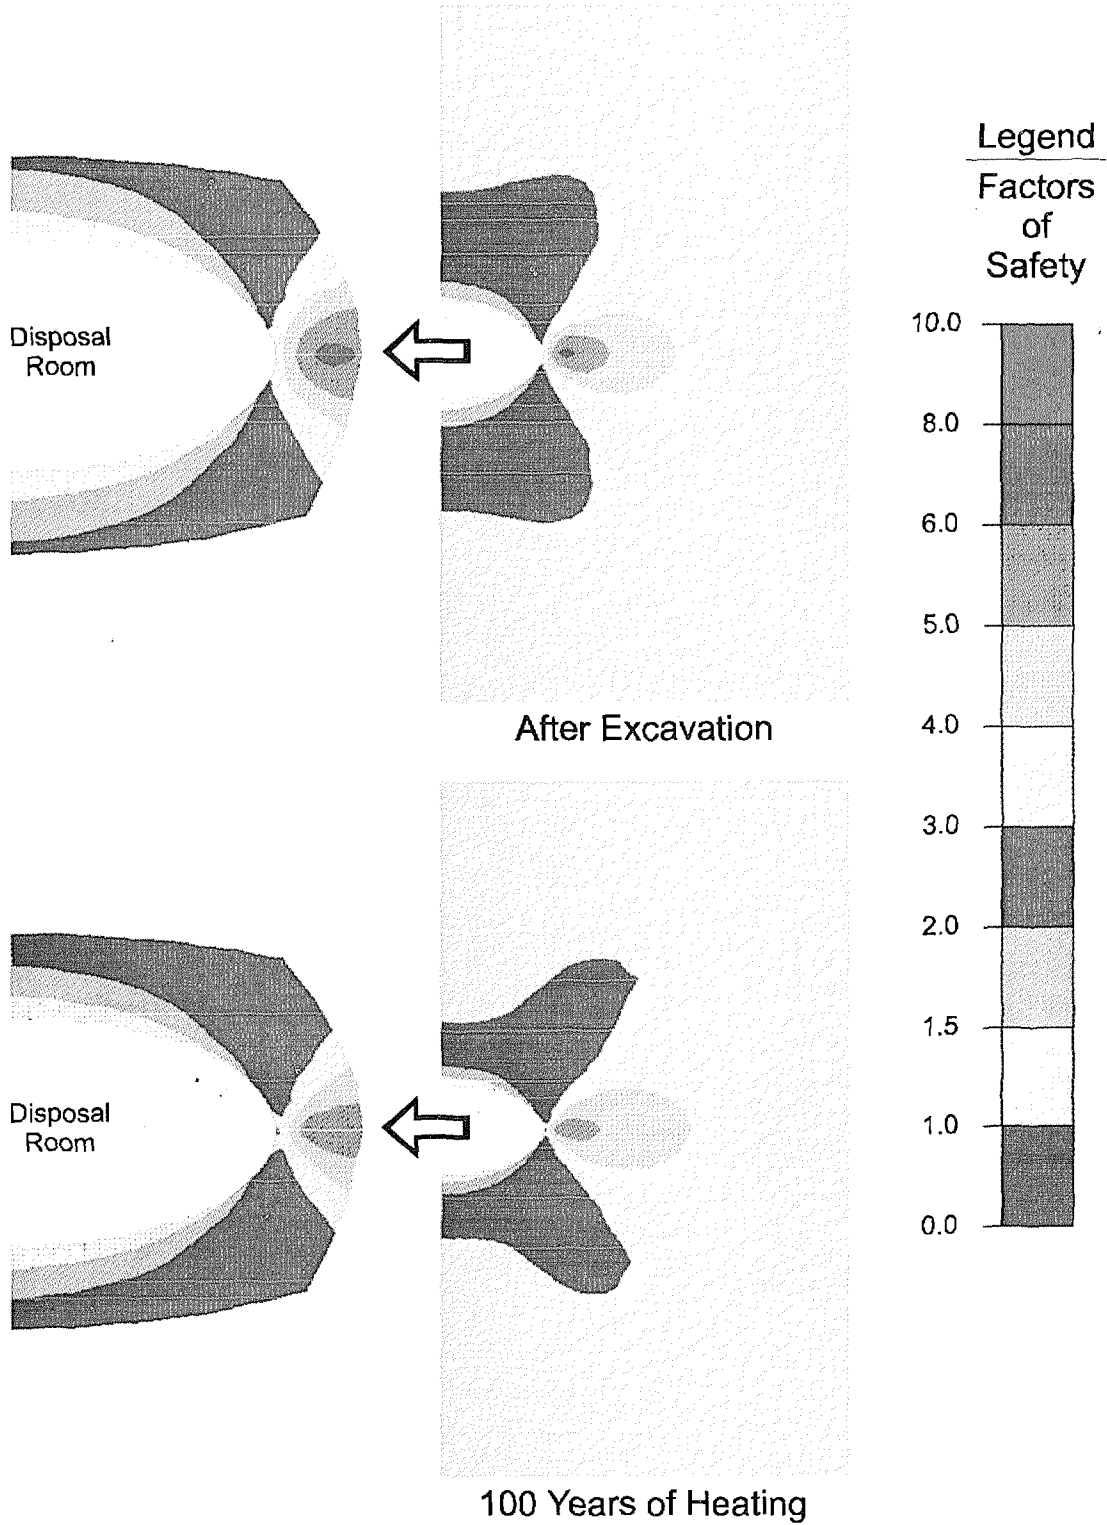 Legend
Factors
of
Safety
10.0
8.0
6.0
5.0
4.0
3.0
2.0
1.5
1.0
0.0
Disposal
Room
After Excavation
Disposal
Room
100 Years of Heating